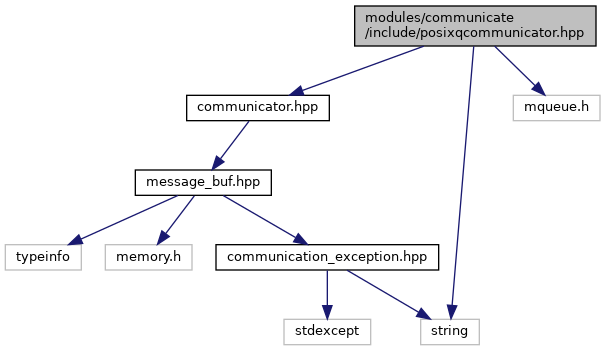 modules/communicate
/include/posixqcommunicator.hpp
communicator.hpp
mqueue.h
message_buf.hpp
typeinfo
memory.h
communication_exception.hpp
stdexcept
string